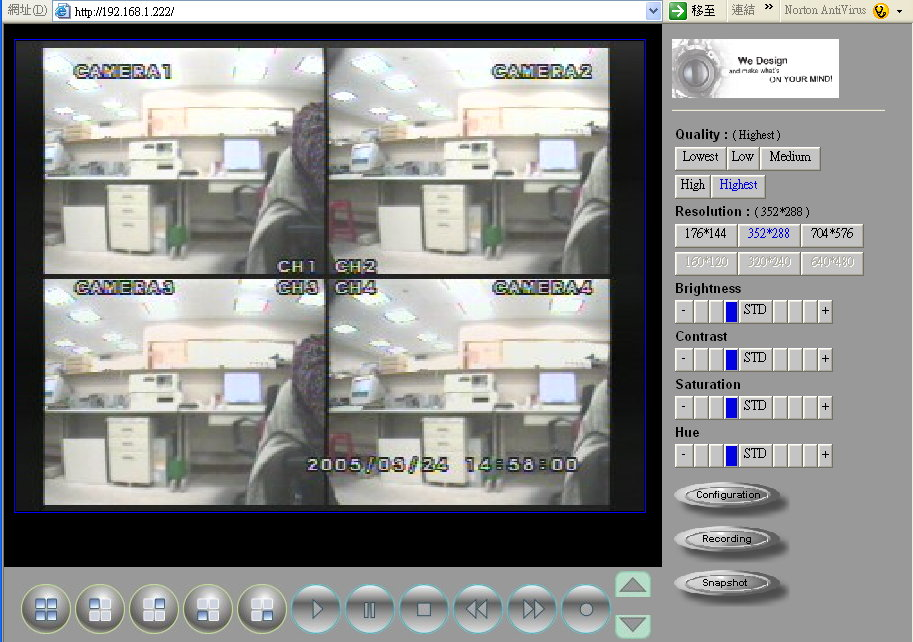 網址(D) http://192.168.1.222/ 移至 連結 » Norton AntiVirus
CAMERA1 CAMERA2
CH1 CH2
CAMERA3 CH3 CH4 CAMERA4
2005/03/24 14:58:00
We Design
and make what's
ON YOUR MIND!
Quality : ( Highest )
Lowest Low Medium
High Highest
Resolution : ( 352*288 )
176*144 352*288 704*576
160*120 320*240 640*480
Brightness
- STD +
Contrast
- STD +
Saturation
- STD +
Hue
- STD +
Configuration
Recording
Snapshot